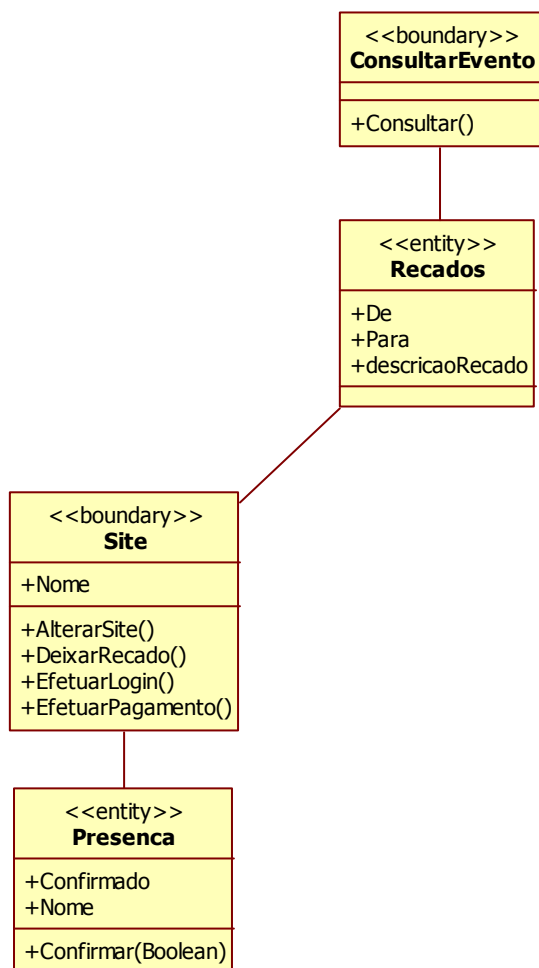 <<boundary>>
ConsultarEvento
+Consultar()
<<entity>>
Recados
+De
+Para
+descricaoRecado
<<boundary>>
Site
+Nome
+AlterarSite()
+DeixarRecado()
+EfetuarLogin()
+EfetuarPagamento()
<<entity>>
Presenca
+Confirmado
+Nome
+Confirmar(Boolean)